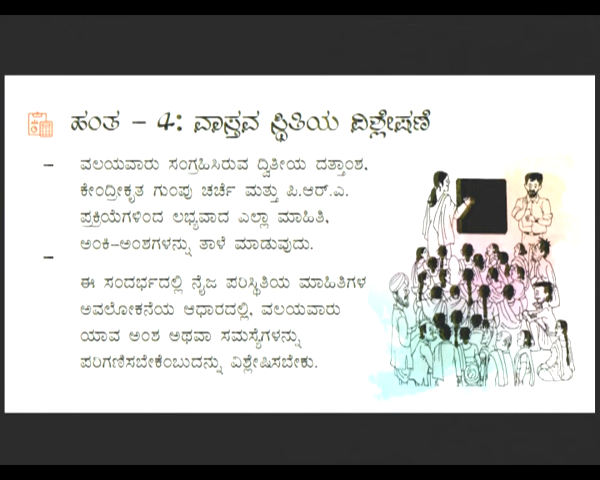 ಹಂತ – 4: ವಾಸ್ತವ ಸ್ಥಿತಿಯ ವಿಶ್ಲೇಷಣೆ
– ವಲಯವಾರು ಸಂಗ್ರಹಿಸಿರುವ ದ್ವಿತೀಯ ದತ್ತಾಂಶ,
ಕೇಂದ್ರೀಕೃತ ಗುಂಪು ಚರ್ಚೆ ಮತ್ತು ಪಿ.ಆರ್.ಎ.
ಪ್ರಕ್ರಿಯೆಗಳಿಂದ ಲಭ್ಯವಾದ ಎಲ್ಲಾ ಮಾಹಿತಿ,
ಅಂಕಿ-ಅಂಶಗಳನ್ನು ತಾಳೆ ಮಾಡುವುದು.
–
ಈ ಸಂದರ್ಭದಲ್ಲಿ ನೈಜ ಪರಿಸ್ಥಿತಿಯ ಮಾಹಿತಿಗಳ
ಅವಲೋಕನೆಯ ಆಧಾರದಲ್ಲಿ, ವಲಯವಾರು
ಯಾವ ಅಂಶ ಅಥವಾ ಸಮಸ್ಯೆಗಳನ್ನು
ಪರಿಗಣಿಸಬೇಕೆಂಬುದನ್ನು ವಿಶ್ಲೇಷಿಸಬೇಕು.